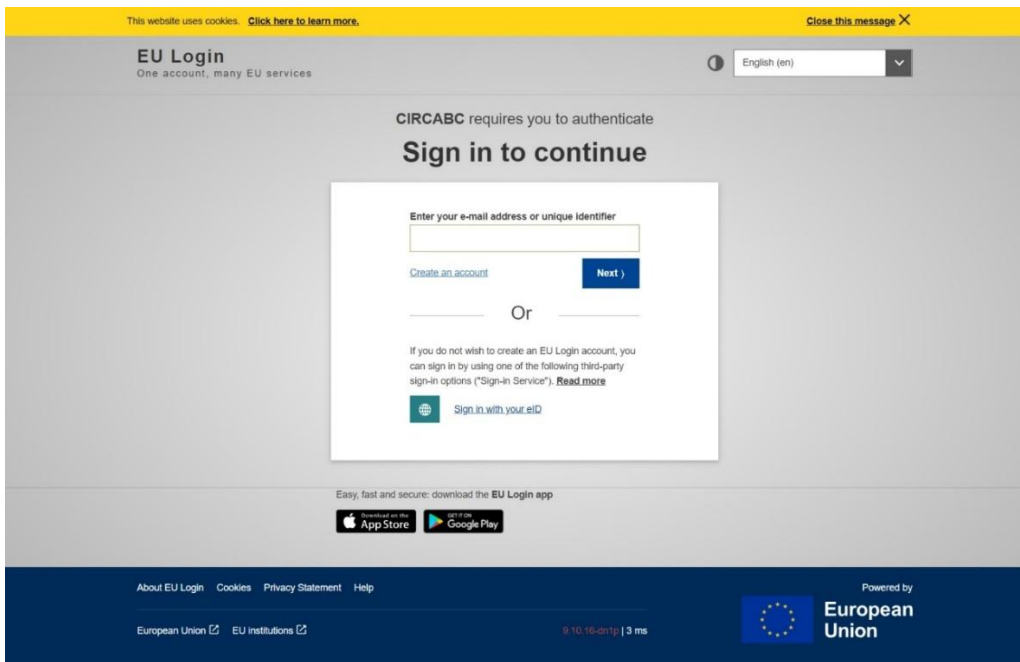 This website uses cookies. Click here to learn more.
Close this message
EU Login
One account, many EU services
English (en)
CIRCABC requires you to authenticate
Sign in to continue
Enter your e-mail address or unique identifier
Create an account
Next
Or
If you do not wish to create an EU Login account, you
can sign in by using one of the following third-party
sign-in options ("Sign-in Service"). Read more
Sign in with your eID
Easy, fast and secure: download the EU Login app
Download on the
App Store
GET IT ON
Google Play
About EU Login Cookies Privacy Statement Help
Powered by
European
Union
European Union EU institutions
9.10.16-dn1p | 3 ms